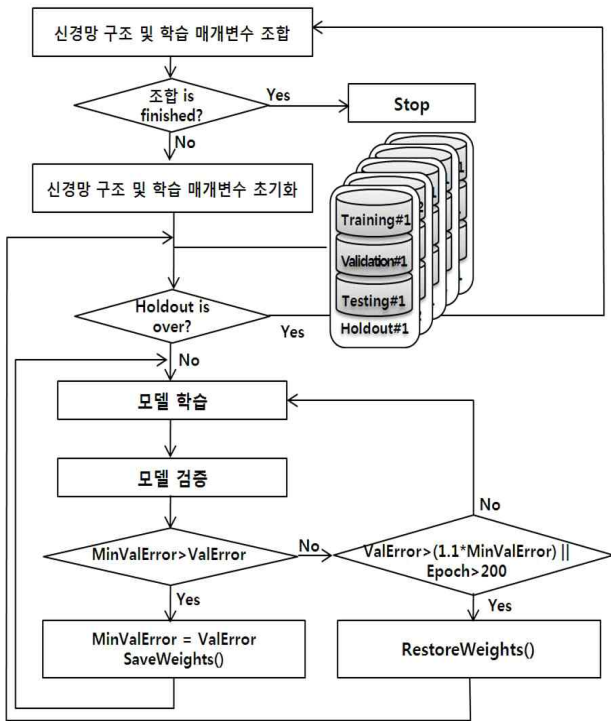 신경망 구조 및 학습 매개변수 조합
조합 is
finished?
Yes
Stop
No
신경망 구조 및 학습 매개변수 초기화
Training#1
Validation#1
Testing#1
Holdout#1
Holdout is
over?
Yes
No
모델 학습
모델 검증
No
MinValError>ValError
No
ValError>(1.1*MinValError) ||
Epoch>200
Yes
Yes
MinValError = ValError
SaveWeights()
RestoreWeights()